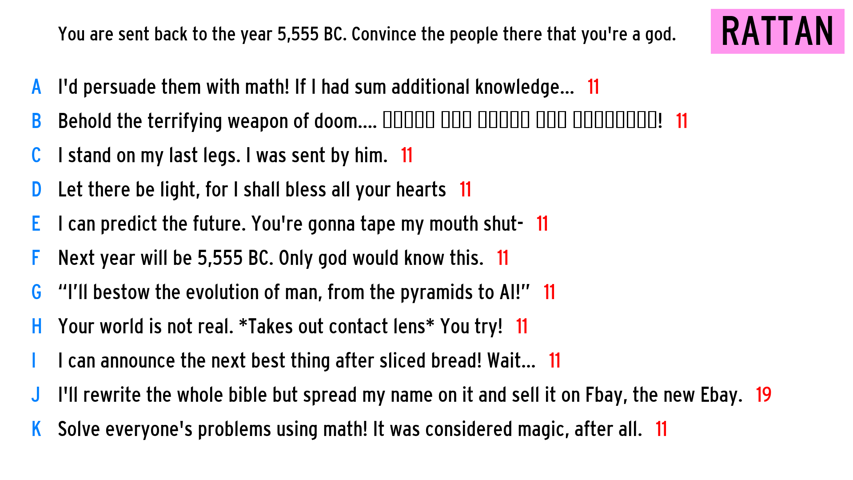 You are sent back to the year 5,555 BC. Convince the people there that you're a god.
RATTAN
A I'd persuade them with math! If I had sum additional knowledge... 11
B Behold the terrifying weapon of doom.... ▯▯▯▯▯ ▯▯▯ ▯▯▯▯▯ ▯▯▯ ▯▯▯▯▯▯▯▯! 11
C I stand on my last legs. I was sent by him. 11
D Let there be light, for I shall bless all your hearts 11
E I can predict the future. You're gonna tape my mouth shut- 11
F Next year will be 5,555 BC. Only god would know this. 11
G “I’ll bestow the evolution of man, from the pyramids to AI!” 11
H Your world is not real. *Takes out contact lens* You try! 11
I I can announce the next best thing after sliced bread! Wait... 11
J I'll rewrite the whole bible but spread my name on it and sell it on Fbay, the new Ebay. 19
K Solve everyone's problems using math! It was considered magic, after all. 11